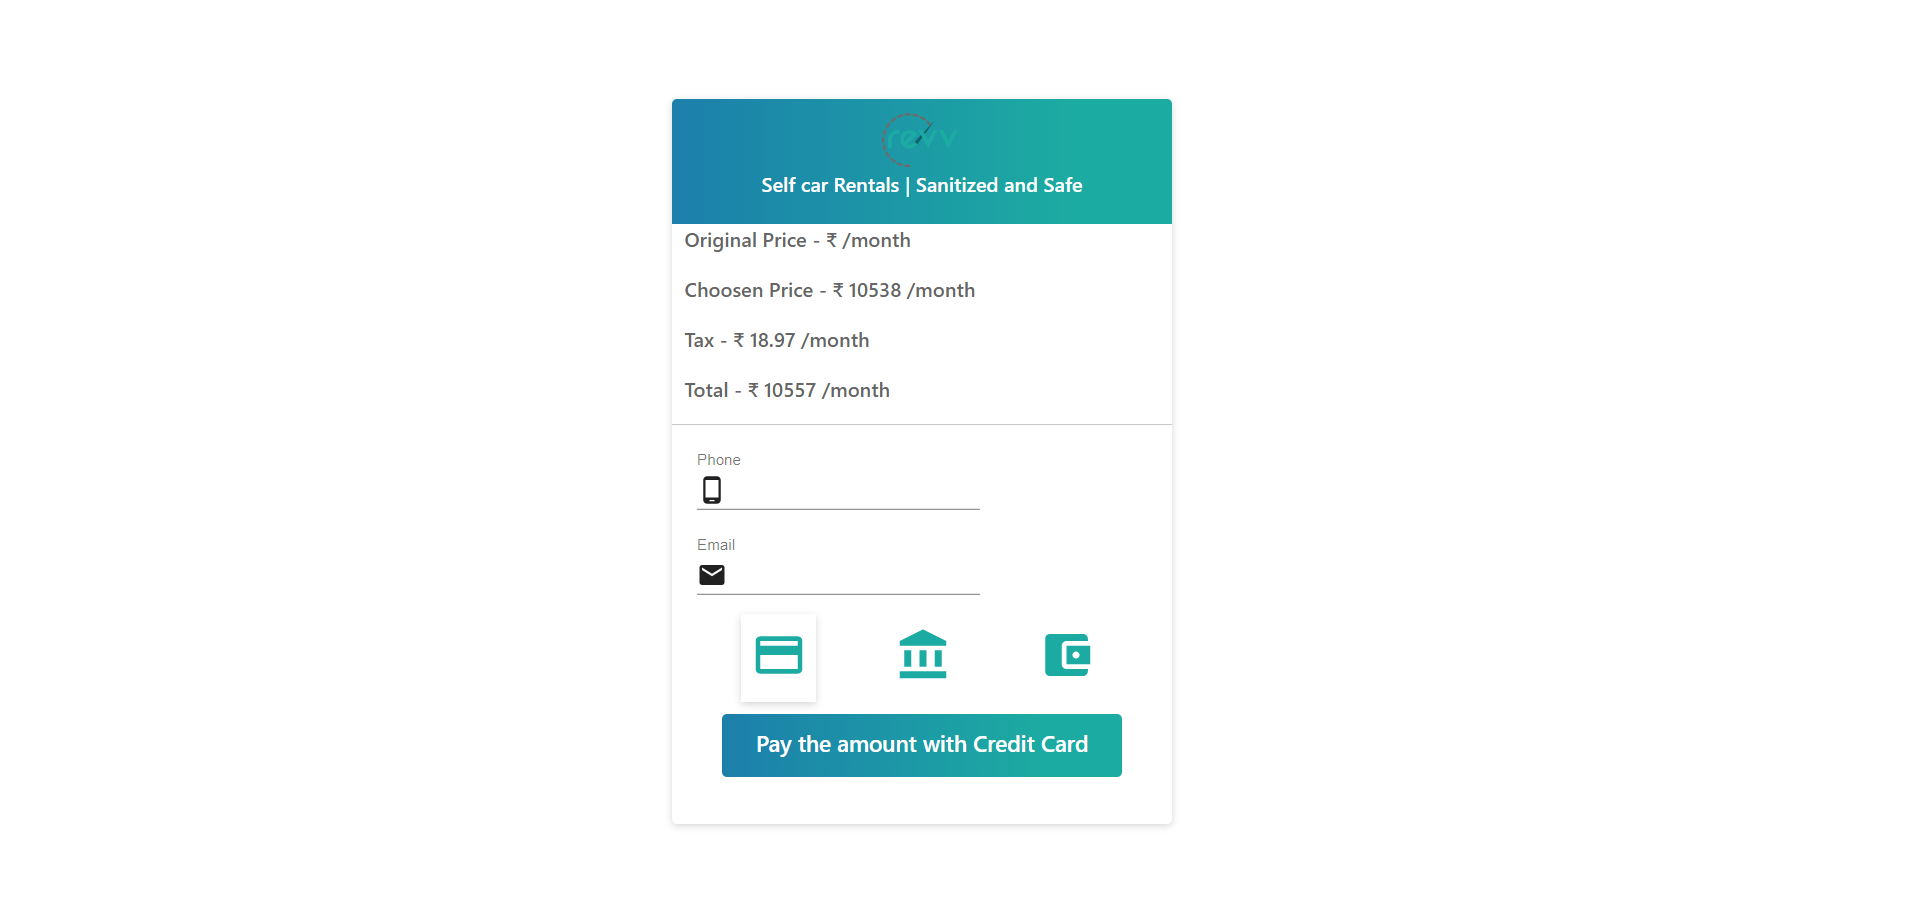 revv
Self car Rentals | Sanitized and Safe
Original Price - ₹ /month
Choosen Price - ₹ 10538 /month
Tax - ₹ 18.97 /month
Total - ₹ 10557 /month
Phone
Email
Pay the amount with Credit Card